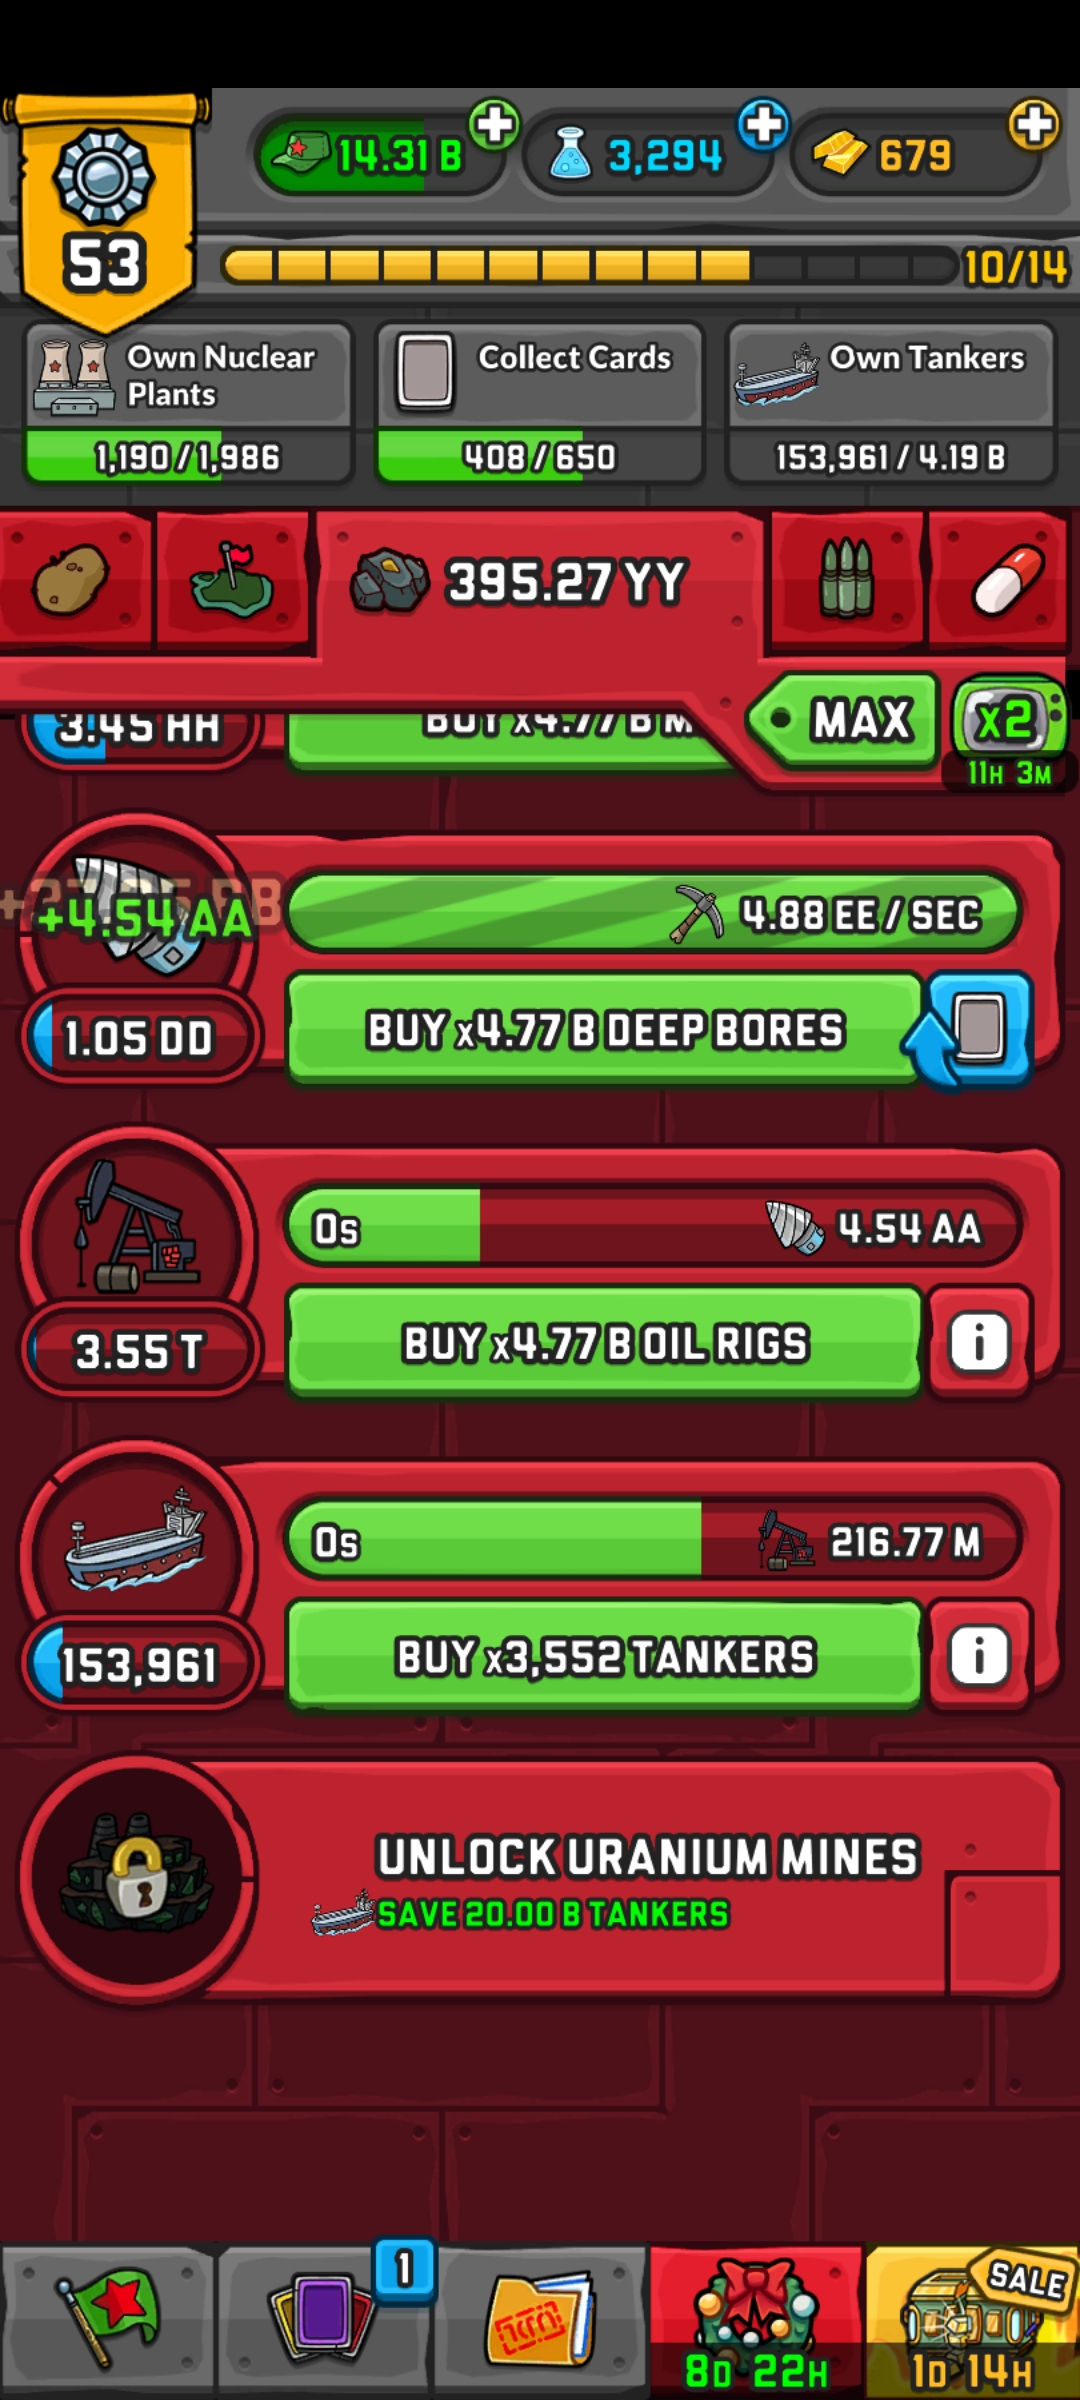 14.31 B
3,294
679
53
10/14
Own Nuclear
Plants
1,190 / 1,986
Collect Cards
408 / 650
Own Tankers
153,961 / 4.19 B
395.27 YY
MAX
x2
11H 3M
3.45 HH
BUY x4.77 B M
+4.54 AA
4.88 EE / SEC
1.05 DD
BUY x4.77 B DEEP BORES
0s
4.54 AA
3.55 T
BUY x4.77 B OIL RIGS
i
0s
216.77 M
153,961
BUY x3,552 TANKERS
i
UNLOCK URANIUM MINES
SAVE 20.00 B TANKERS
1
SALE
8D 22H
1D 14H